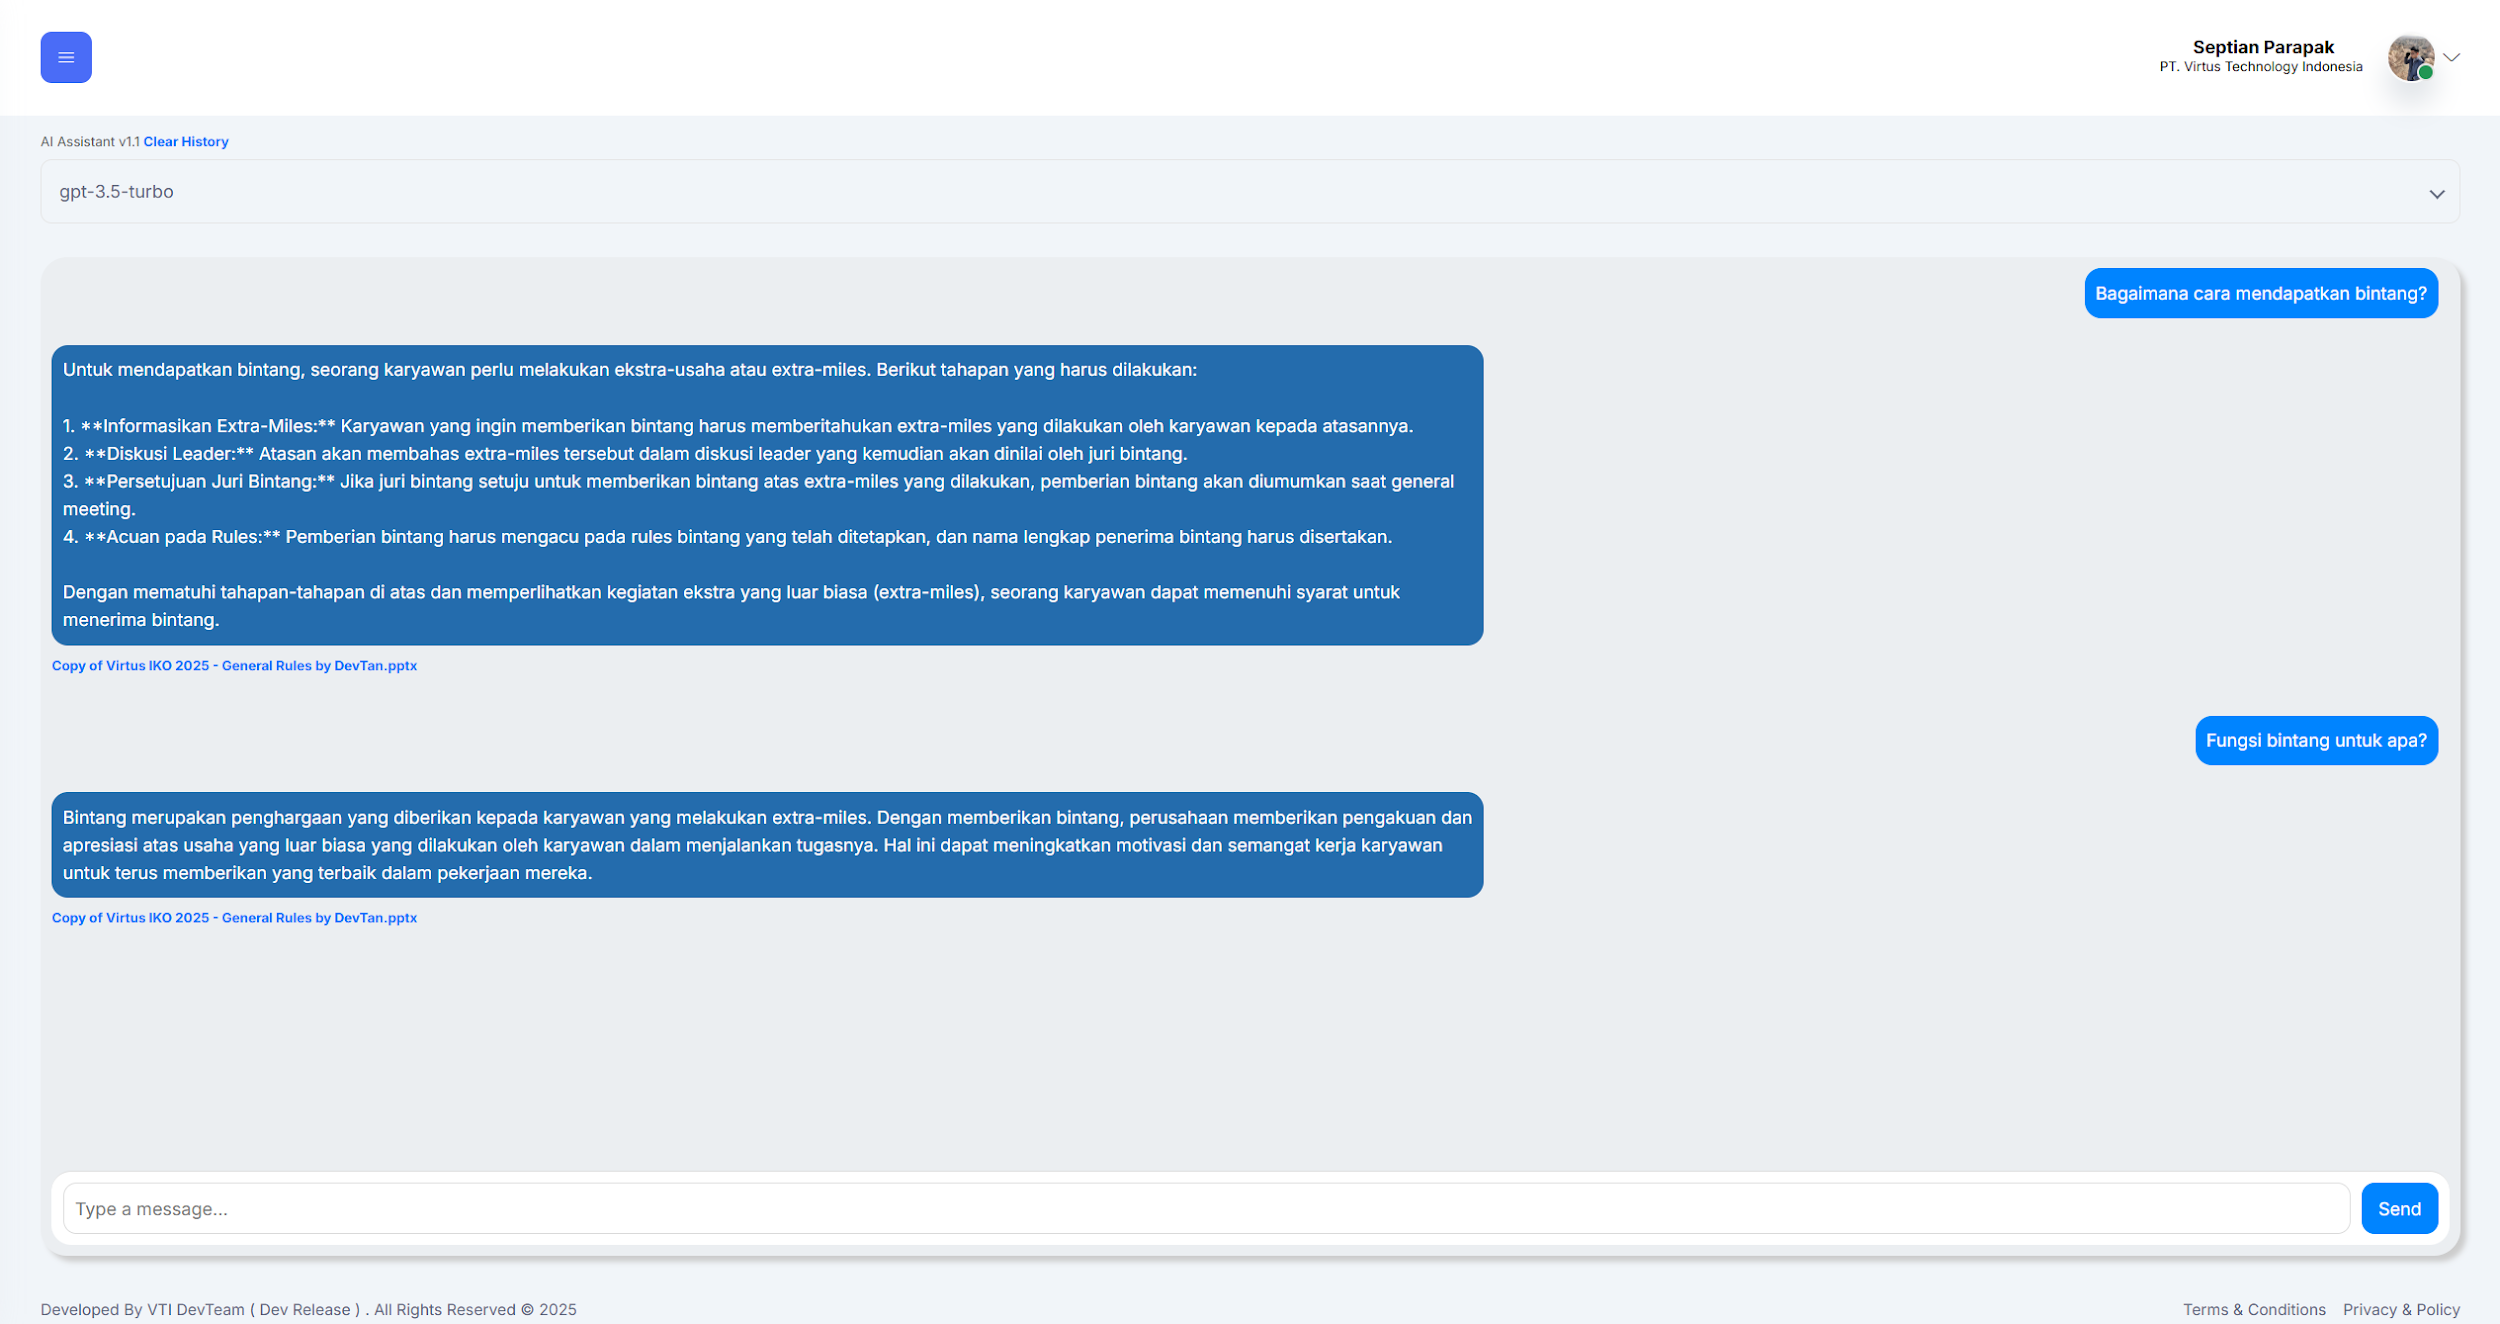 Septian Parapak
PT. Virtus Technology Indonesia
AI Assistant v1.1 Clear History
gpt-3.5-turbo
Bagaimana cara mendapatkan bintang?
Untuk mendapatkan bintang, seorang karyawan perlu melakukan ekstra-usaha atau extra-miles. Berikut tahapan yang harus dilakukan:
1. **Informasikan Extra-Miles:** Karyawan yang ingin memberikan bintang harus memberitahukan extra-miles yang dilakukan oleh karyawan kepada atasannya.
2. **Diskusi Leader:** Atasan akan membahas extra-miles tersebut dalam diskusi leader yang kemudian akan dinilai oleh juri bintang.
3. **Persetujuan Juri Bintang:** Jika juri bintang setuju untuk memberikan bintang atas extra-miles yang dilakukan, pemberian bintang akan diumumkan saat general
meeting.
4. **Acuan pada Rules:** Pemberian bintang harus mengacu pada rules bintang yang telah ditetapkan, dan nama lengkap penerima bintang harus disertakan.
Dengan mematuhi tahapan-tahapan di atas dan memperlihatkan kegiatan ekstra yang luar biasa (extra-miles), seorang karyawan dapat memenuhi syarat untuk
menerima bintang.
Copy of Virtus IKO 2025 - General Rules by DevTan.pptx
Fungsi bintang untuk apa?
Bintang merupakan penghargaan yang diberikan kepada karyawan yang melakukan extra-miles. Dengan memberikan bintang, perusahaan memberikan pengakuan dan
apresiasi atas usaha yang luar biasa yang dilakukan oleh karyawan dalam menjalankan tugasnya. Hal ini dapat meningkatkan motivasi dan semangat kerja karyawan
untuk terus memberikan yang terbaik dalam pekerjaan mereka.
Copy of Virtus IKO 2025 - General Rules by DevTan.pptx
Type a message...
Send
Developed By VTI DevTeam ( Dev Release ) . All Rights Reserved © 2025
Terms & Conditions Privacy & Policy